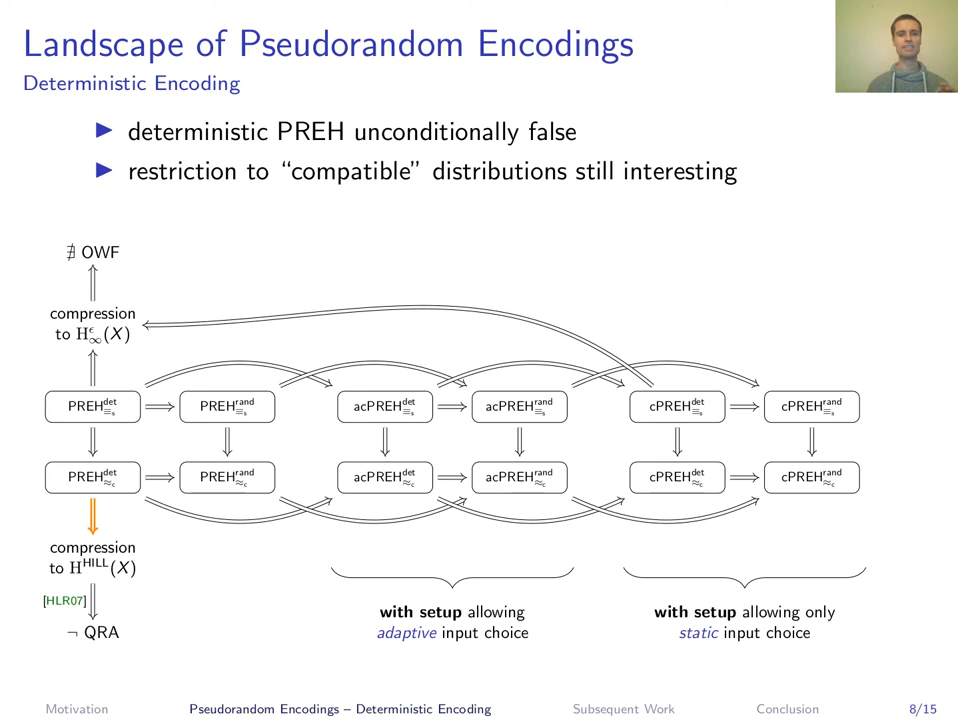 Landscape of Pseudorandom Encodings
Deterministic Encoding
deterministic PREH unconditionally false
restriction to “compatible” distributions still interesting
∄ OWF
compression
to H^ϵ_∞(X)
PREH^det_≡s
PREH^rand_≡s
acPREH^det_≡s
acPREH^rand_≡s
cPREH^det_≡s
cPREH^rand_≡s
PREH^det_≈c
PREH^rand_≈c
acPREH^det_≈c
acPREH^rand_≈c
cPREH^det_≈c
cPREH^rand_≈c
compression
to H^HILL(X)
[HLR07]
¬ QRA
with setup allowing
adaptive input choice
with setup allowing only
static input choice
Motivation Pseudorandom Encodings – Deterministic Encoding Subsequent Work Conclusion 8/15